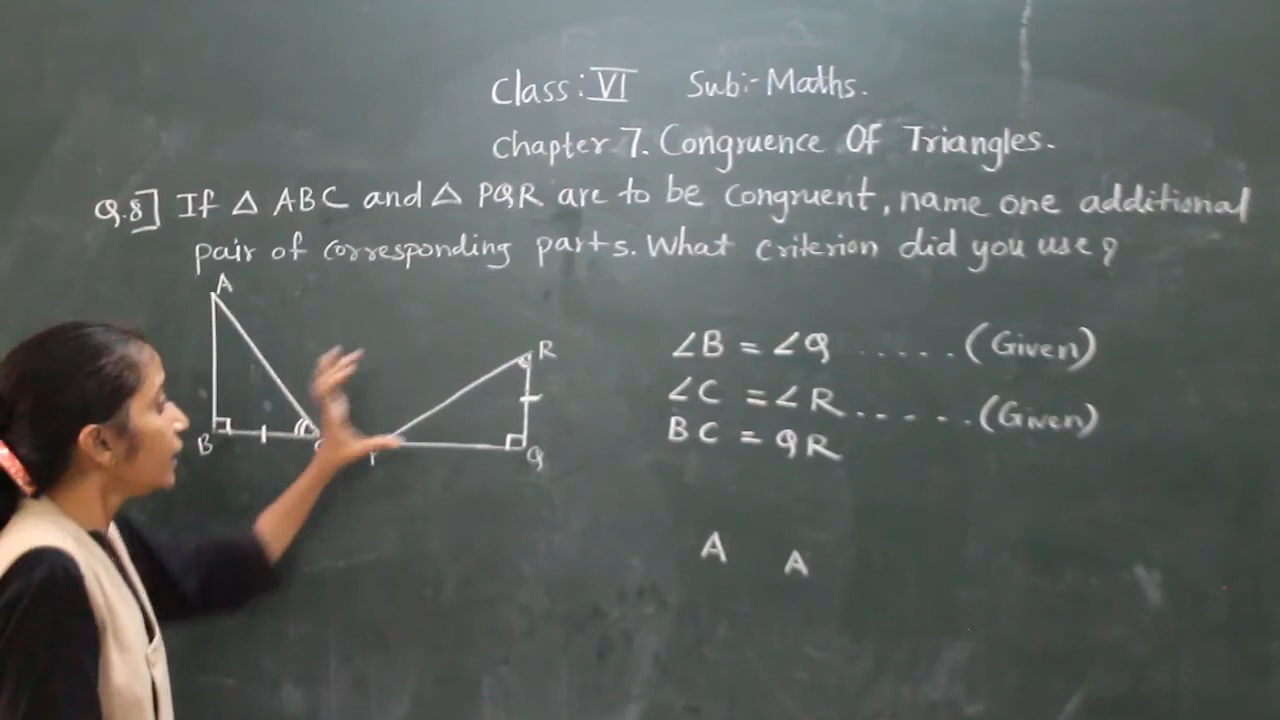 Class: VI Sub:- Maths.
Chapter 7. Congruence Of Triangles.
Q.8] If △ ABC and △ PQR are to be congruent, name one additional
pair of corresponding parts. What criterion did you use?
A
R
B
Q
∠B = ∠Q ..... (Given)
∠C = ∠R ..... (Given)
BC = QR
A A